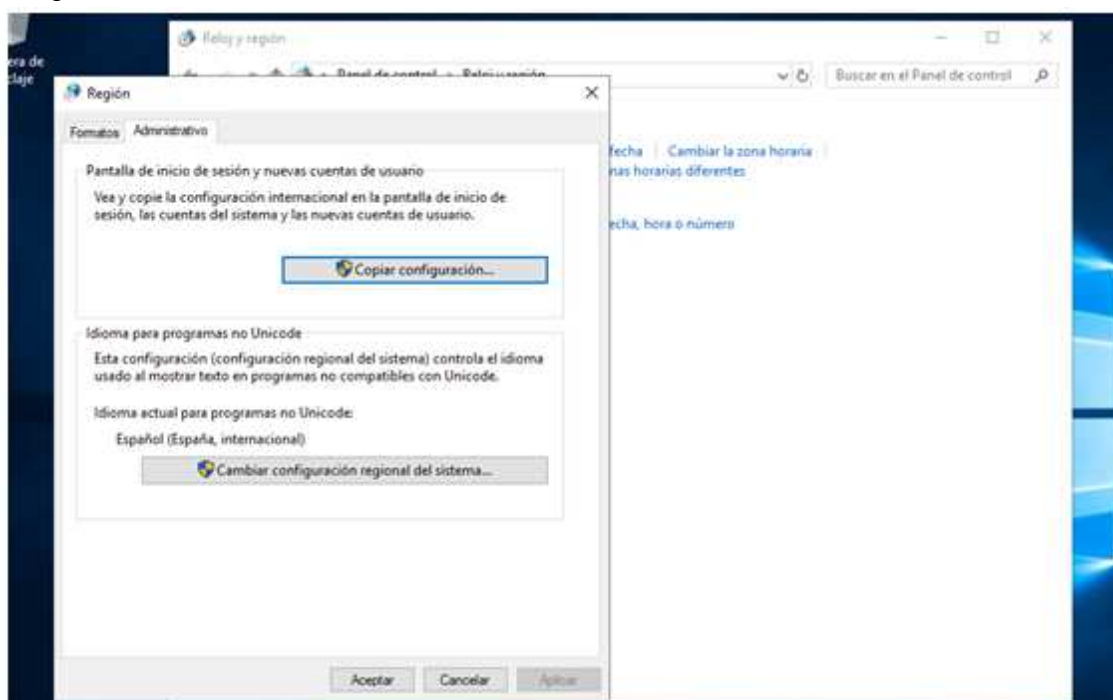 era de
claje
Reloj y región
Panel de control > Reloj y región
Buscar en el Panel de control
Región
Formatos
Administrativo
fecha
Cambiar la zona horaria
nas horarias diferentes
echa, hora o número
Pantalla de inicio de sesión y nuevas cuentas de usuario
Vea y copie la configuración internacional en la pantalla de inicio de
sesión, las cuentas del sistema y las nuevas cuentas de usuario.
Copiar configuración...
Idioma para programas no Unicode
Esta configuración (configuración regional del sistema) controla el idioma
usado al mostrar texto en programas no compatibles con Unicode.
Idioma actual para programas no Unicode:
Español (España, internacional)
Cambiar configuración regional del sistema...
Aceptar
Cancelar
Aplicar